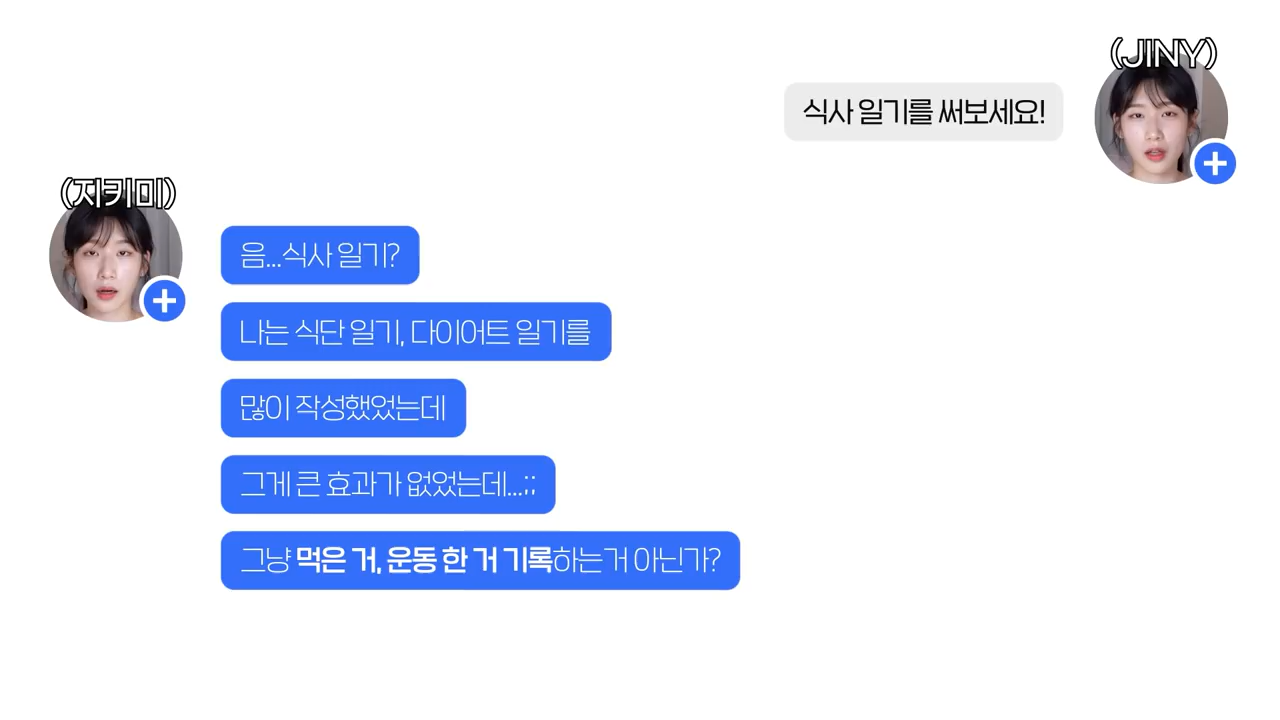 (JINY)
식사 일기를 써보세요!
(지키미)
음...식사 일기?
나는 식단 일기, 다이어트 일기를
많이 작성했었는데
그게 큰 효과가 없었는데...;;
그냥 먹은 거, 운동 한 거 기록하는거 아닌가?